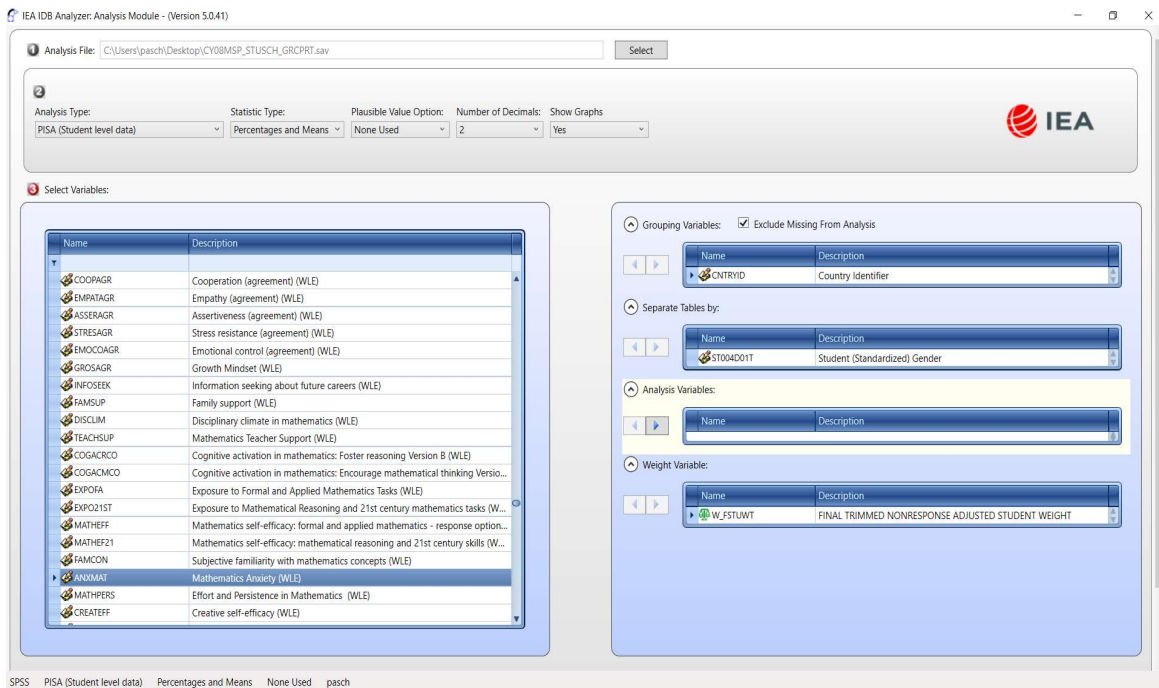 IEA IDB Analyzer: Analysis Module - (Version 5.0.41)
1 Analysis File: C:\Users\pasch\Desktop\CY08MSP_STUSCH_GRCPRT.sav Select
2
Analysis Type: Statistic Type: Plausible Value Option: Number of Decimals: Show Graphs
PISA (Student level data) Percentages and Means None Used 2 Yes
IEA
3 Select Variables:
Name Description
COOPAGR Cooperation (agreement) (WLE)
EMPATAGR Empathy (agreement) (WLE)
ASSERAGR Assertiveness (agreement) (WLE)
STRESAGR Stress resistance (agreement) (WLE)
EMOCOAGR Emotional control (agreement) (WLE)
GROSAGR Growth Mindset (WLE)
INFOSEEK Information seeking about future careers (WLE)
FAMSUP Family support (WLE)
DISCLIM Disciplinary climate in mathematics (WLE)
TEACHSUP Mathematics Teacher Support (WLE)
COGACRCO Cognitive activation in mathematics: Foster reasoning Version B (WLE)
COGACMCO Cognitive activation in mathematics: Encourage mathematical thinking Versio...
EXPOFA Exposure to Formal and Applied Mathematics Tasks (WLE)
EXPO21ST Exposure to Mathematical Reasoning and 21st century mathematics tasks (W...
MATHEFF Mathematics self-efficacy: formal and applied mathematics - response option...
MATHEF21 Mathematics self-efficacy: mathematical reasoning and 21st century skills (W...
FAMCON Subjective familiarity with mathematics concepts (WLE)
ANXMAT Mathematics Anxiety (WLE)
MATHPERS Effort and Persistence in Mathematics (WLE)
CREATEFF Creative self-efficacy (WLE)
Grouping Variables: Exclude Missing From Analysis
Name Description
CNTRYID Country Identifier
Separate Tables by:
Name Description
ST004D01T Student (Standardized) Gender
Analysis Variables:
Name Description
Weight Variable:
Name Description
W_FSTUWT FINAL TRIMMED NONRESPONSE ADJUSTED STUDENT WEIGHT
SPSS PISA (Student level data) Percentages and Means None Used pasch